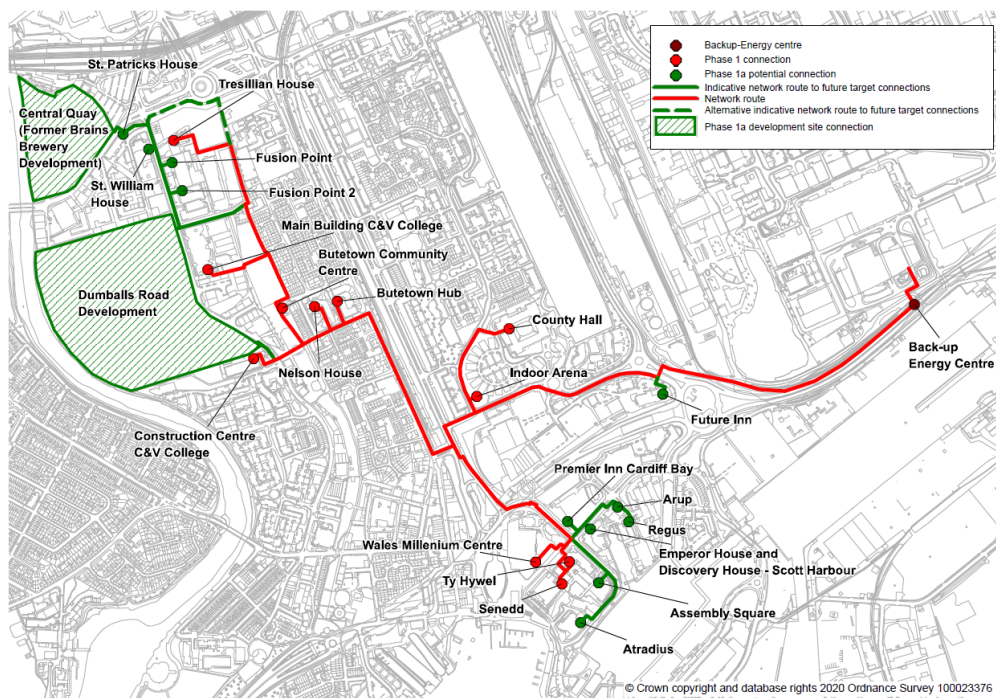 Backup-Energy centre
Phase 1 connection
Phase 1a potential connection
Indicative network route to future target connections
Network route
Alternative indicative network route to future target connections
Phase 1a development site connection
St. Patricks House
Tresillian House
Central Quay
(Former Brains
Brewery
Development)
Fusion Point
St. William
House
Fusion Point 2
Main Building C&V College
Butetown Community
Centre
Butetown Hub
Dumballs Road
Development
County Hall
Nelson House
Indoor Arena
Back-up
Energy Centre
Future Inn
Construction Centre
C&V College
Premier Inn Cardiff Bay
Arup
Regus
Wales Millenium Centre
Emperor House and
Discovery House - Scott Harbour
Ty Hywel
Senedd
Assembly Square
Atradius
© Crown copyright and database rights 2020 Ordnance Survey 100023376